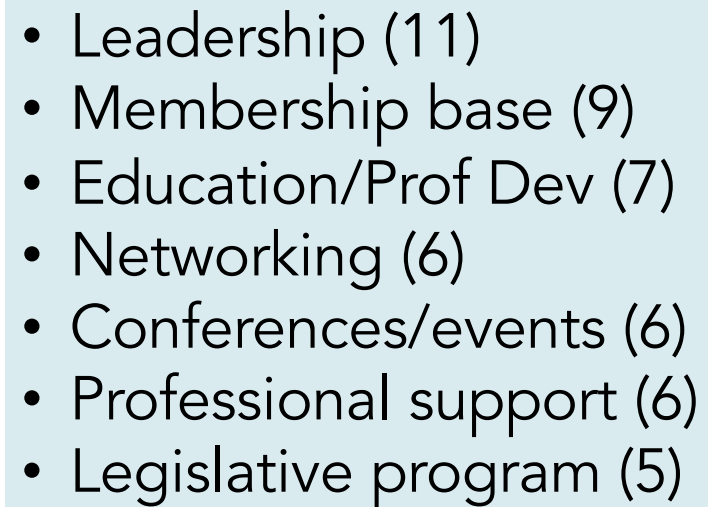 • Leadership (11)
• Membership base (9)
• Education/Prof Dev (7)
• Networking (6)
• Conferences/events (6)
• Professional support (6)
• Legislative program (5)